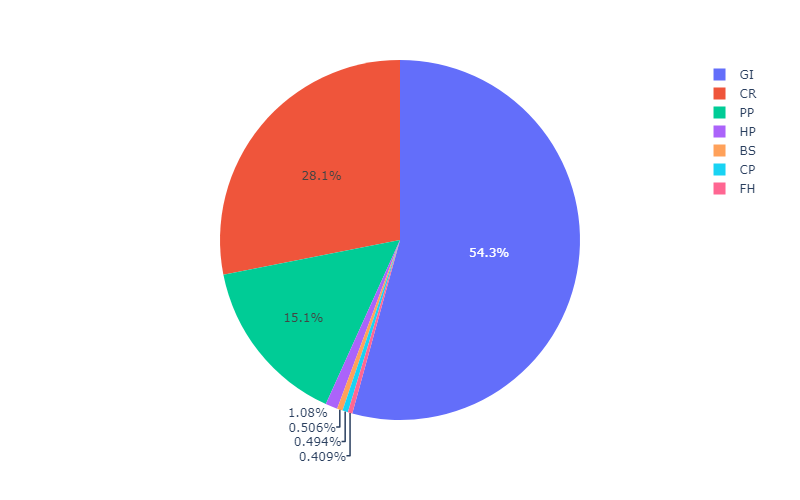 GI
CR
PP
HP
BS
CP
FH
28.1%
54.3%
15.1%
1.08%
0.506%
0.494%
0.409%